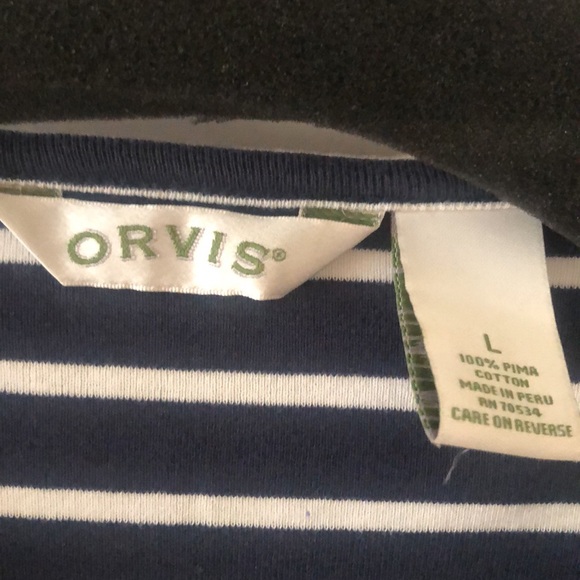 ORVIS®
L
100% PIMA
COTTON
MADE IN PERU
RN 70534
CARE ON REVERSE